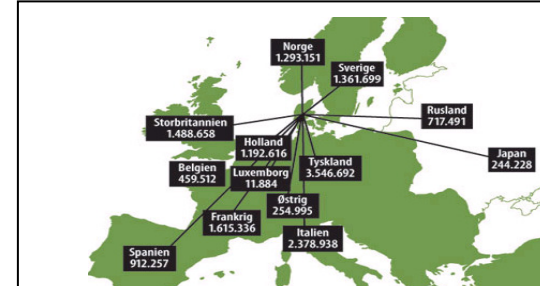 Norge
1.293.151
Sverige
1.361.699
Storbritannien
1.488.658
Rusland
717.491
Holland
1.192.616
Japan
244.228
Belgien
459.512
Luxemborg
11.884
Tyskland
3.546.692
Østrig
254.995
Frankrig
1.615.336
Italien
2.378.938
Spanien
912.257